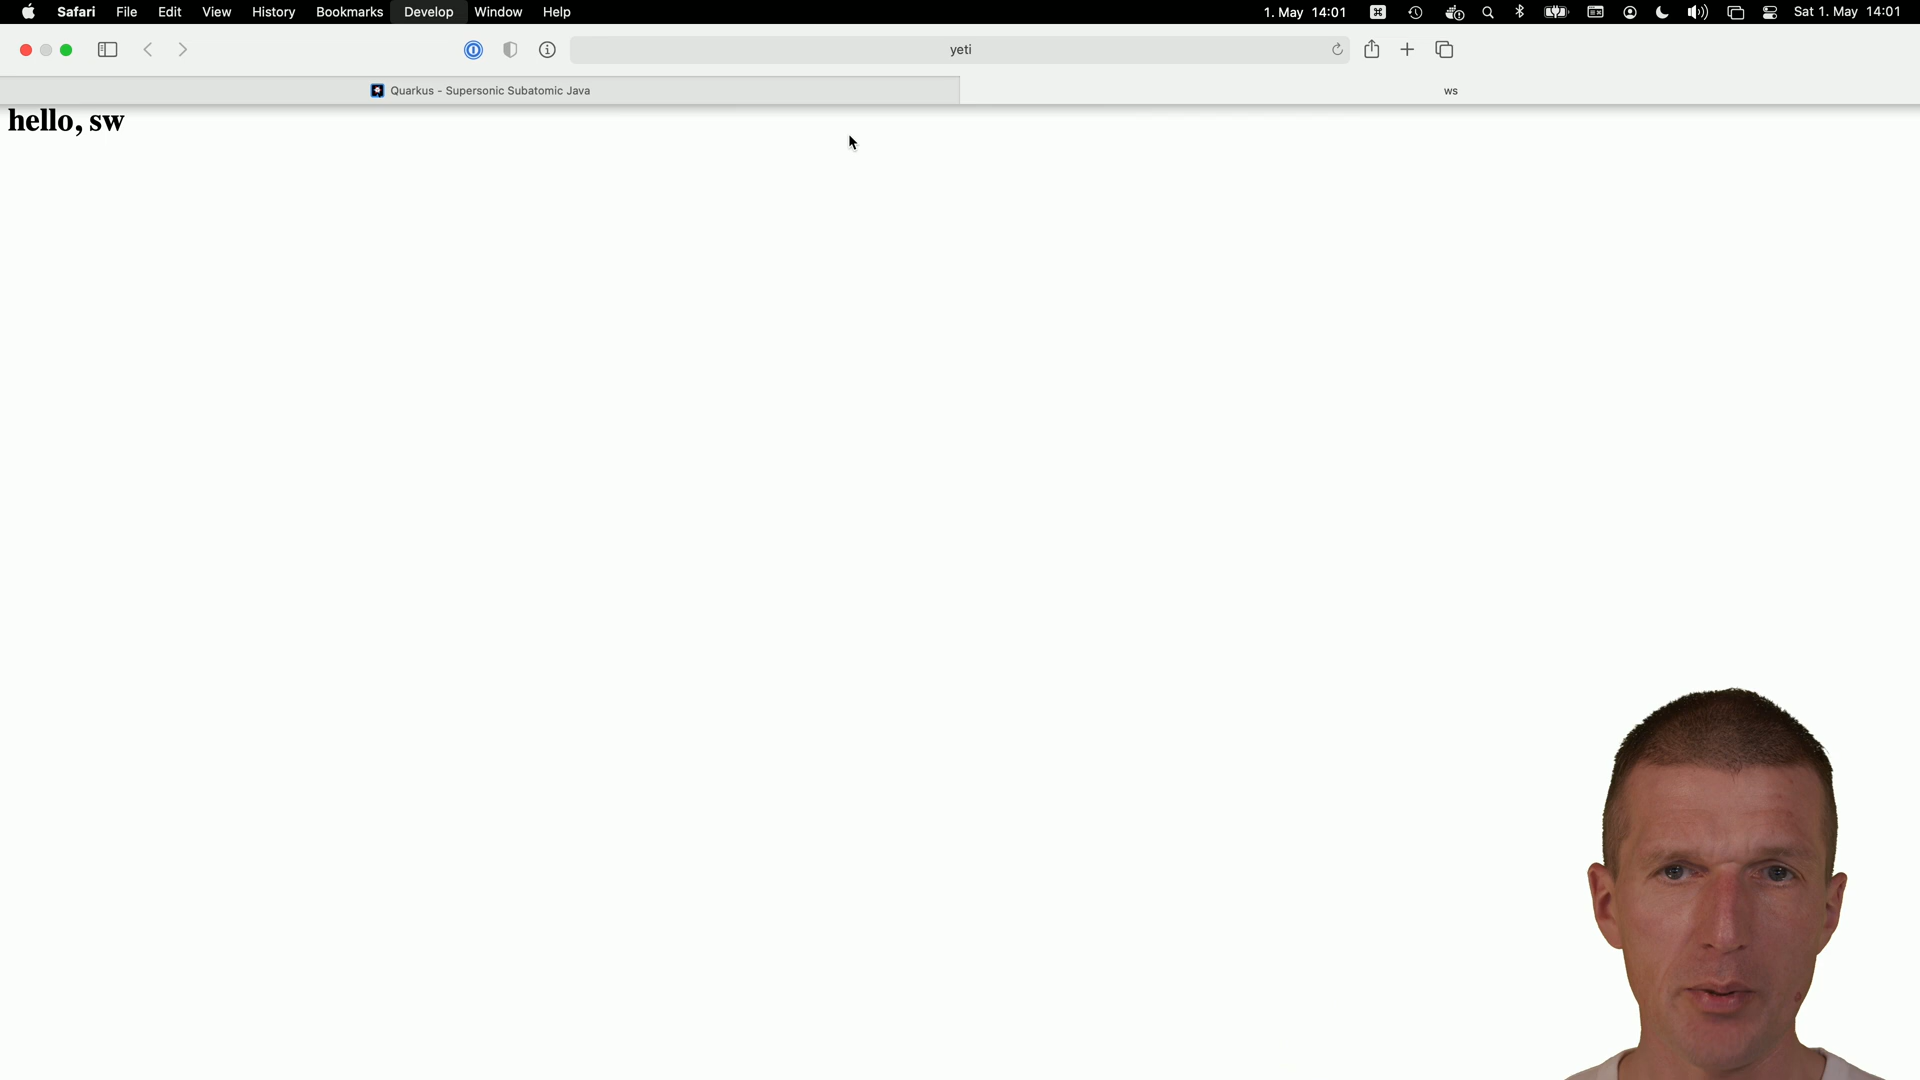 Safari File Edit View History Bookmarks Develop Window Help 1. May 14:01 Sat 1. May 14:01
yeti
Quarkus - Supersonic Subatomic Java ws
hello, sw